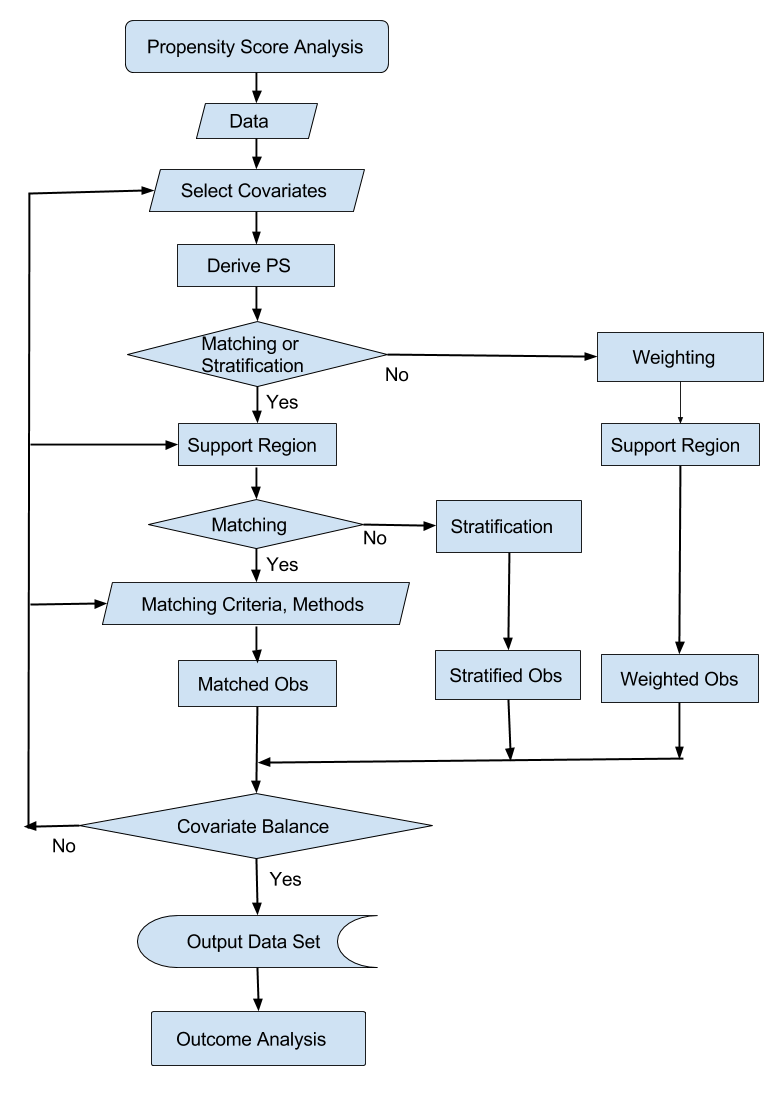 Propensity Score Analysis
Data
Select Covariates
Derive PS
Matching or
Stratification
No
Weighting
Yes
Support Region
Support Region
Matching
No
Stratification
Yes
Matching Criteria, Methods
Matched Obs
Stratified Obs
Weighted Obs
Covariate Balance
No
Yes
Output Data Set
Outcome Analysis